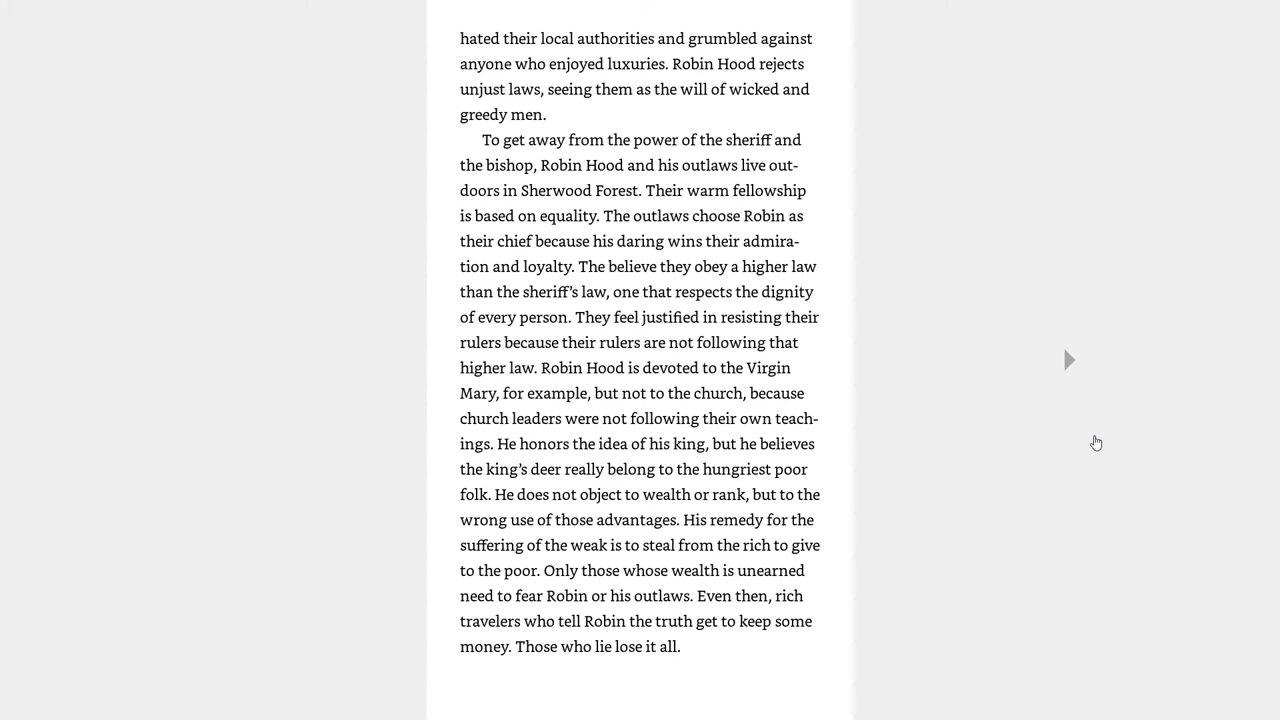 hated their local authorities and grumbled against
anyone who enjoyed luxuries. Robin Hood rejects
unjust laws, seeing them as the will of wicked and
greedy men.
To get away from the power of the sheriff and
the bishop, Robin Hood and his outlaws live out-
doors in Sherwood Forest. Their warm fellowship
is based on equality. The outlaws choose Robin as
their chief because his daring wins their admira-
tion and loyalty. The believe they obey a higher law
than the sheriff’s law, one that respects the dignity
of every person. They feel justified in resisting their
rulers because their rulers are not following that
higher law. Robin Hood is devoted to the Virgin
Mary, for example, but not to the church, because
church leaders were not following their own teach-
ings. He honors the idea of his king, but he believes
the king’s deer really belong to the hungriest poor
folk. He does not object to wealth or rank, but to the
wrong use of those advantages. His remedy for the
suffering of the weak is to steal from the rich to give
to the poor. Only those whose wealth is unearned
need to fear Robin or his outlaws. Even then, rich
travelers who tell Robin the truth get to keep some
money. Those who lie lose it all.